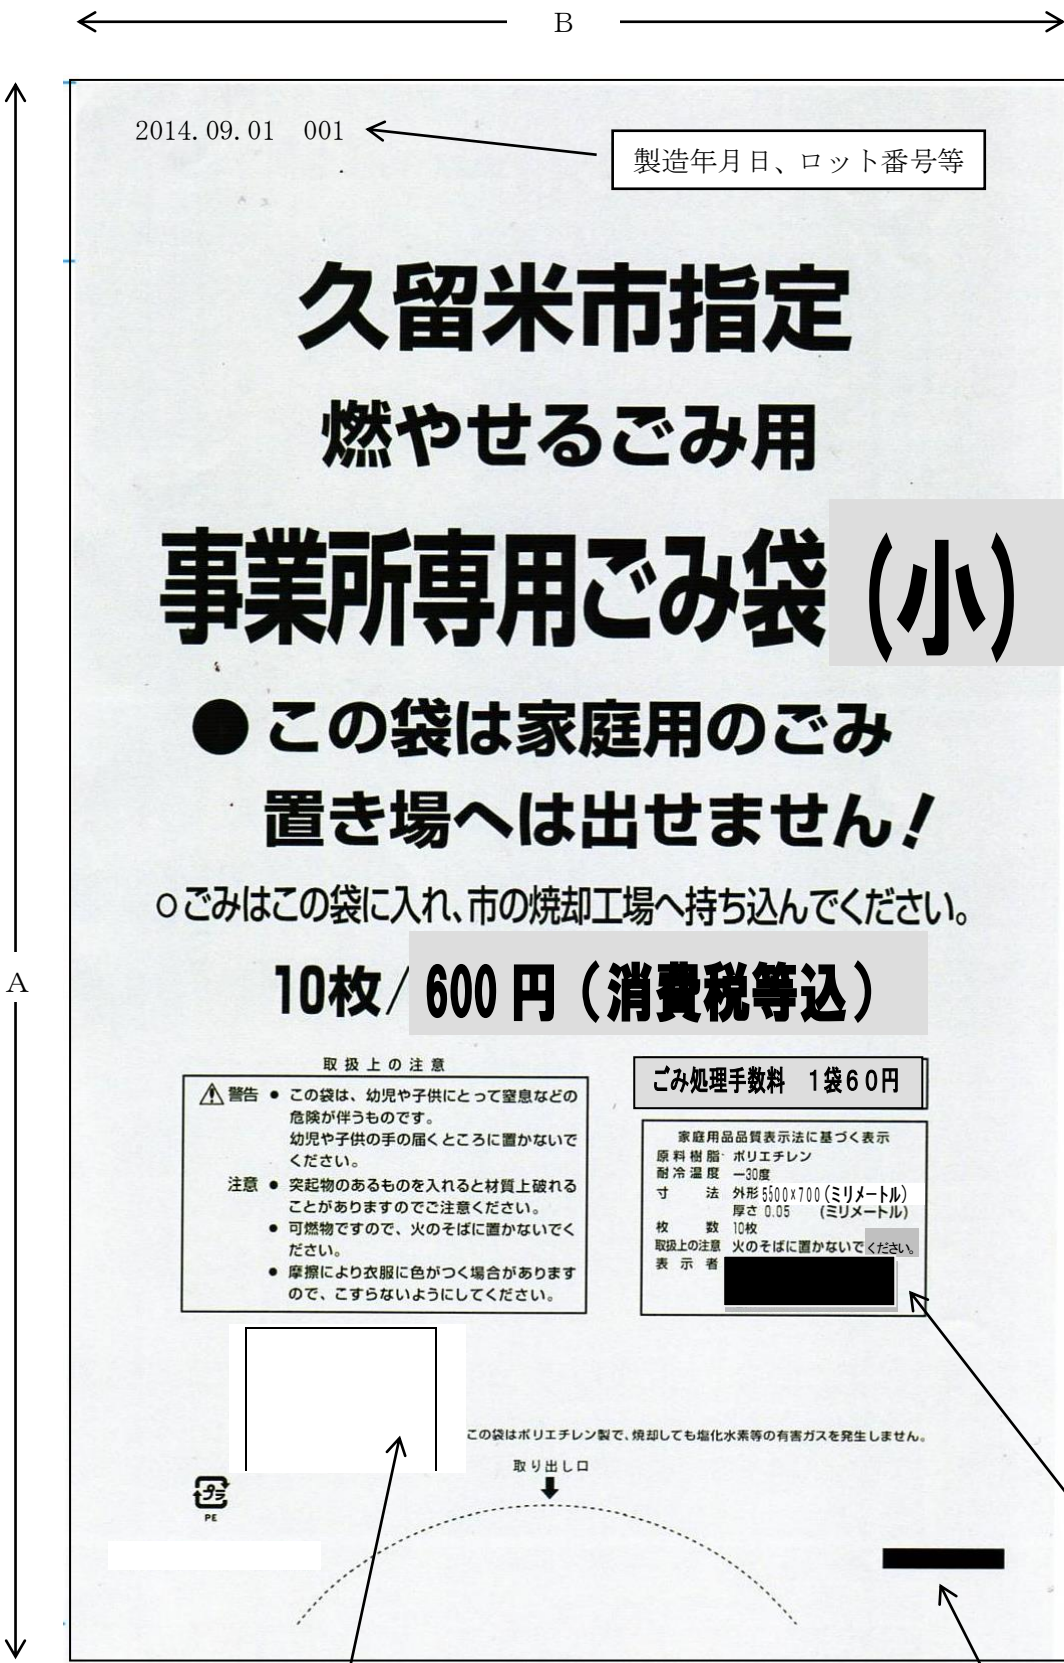 B
2014.09.01 001
製造年月日、ロット番号等
久留米市指定
燃やせるごみ用
事業所専用ごみ袋(小)
●この袋は家庭用のごみ
置き場へは出せません!
○ごみはこの袋に入れ、市の焼却工場へ持ち込んでください。
A
10枚/600円(消費税等込)
取扱上の注意
警告 ● この袋は、幼児や子供にとって窒息などの
危険が伴うものです。
幼児や子供の手の届くところに置かないで
ください。
注意 ● 突起物のあるものを入れると材質上破れる
ことがありますのでご注意ください。
● 可燃物ですので、火のそばに置かないでく
ださい。
● 摩擦により衣服に色がつく場合があります
ので、こすらないようにしてください。
ごみ処理手数料 1袋60円
家庭用品品質表示法に基づく表示
原料樹脂 ポリエチレン
耐冷温度 -30度
寸法 外形5500×700(ミリメートル)
厚さ 0.05 (ミリメートル)
枚数 10枚
取扱上の注意 火のそばに置かないでください。
表示者
この袋はポリエチレン製で、焼却しても塩化水素等の有害ガスを発生しません。
取り出し口
プラ
PE